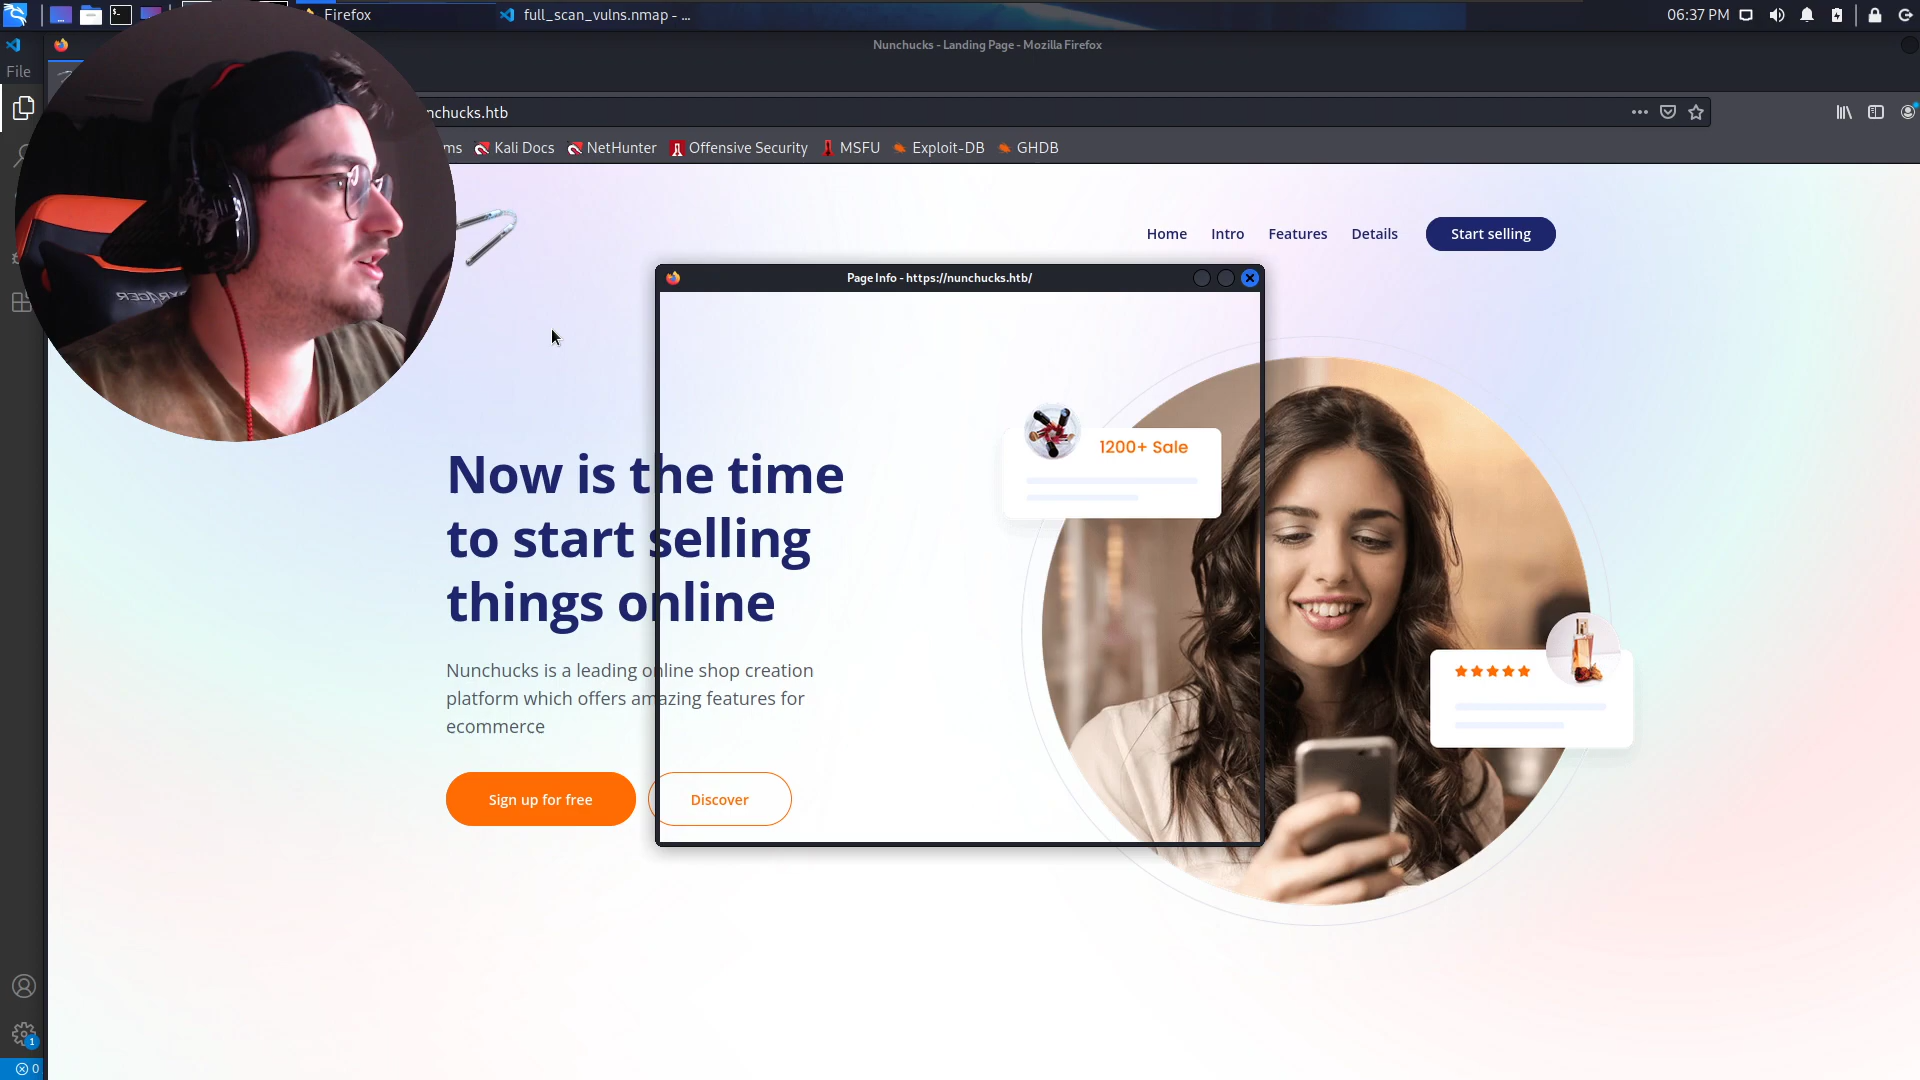 Firefox
full_scan_vulns.nmap - ...
06:37 PM
Nunchucks - Landing Page - Mozilla Firefox
File
nchucks.htb
ms
Kali Docs
NetHunter
Offensive Security
MSFU
Exploit-DB
GHDB
Home
Intro
Features
Details
Start selling
Page Info - https://nunchucks.htb/
1200+ Sale
Now is the time
to start selling
things online
Nunchucks is a leading online shop creation
platform which offers amazing features for
ecommerce
Sign up for free
Discover
1
0